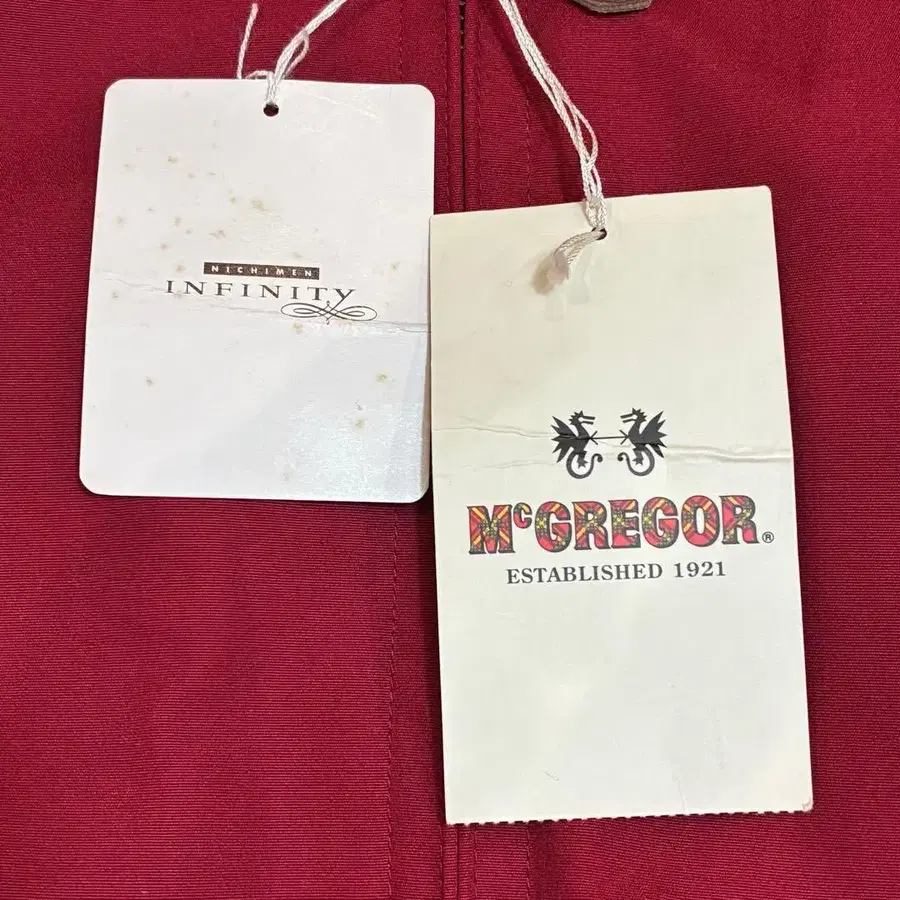 NICHIMEN
INFINITY
McGREGOR®
ESTABLISHED 1921